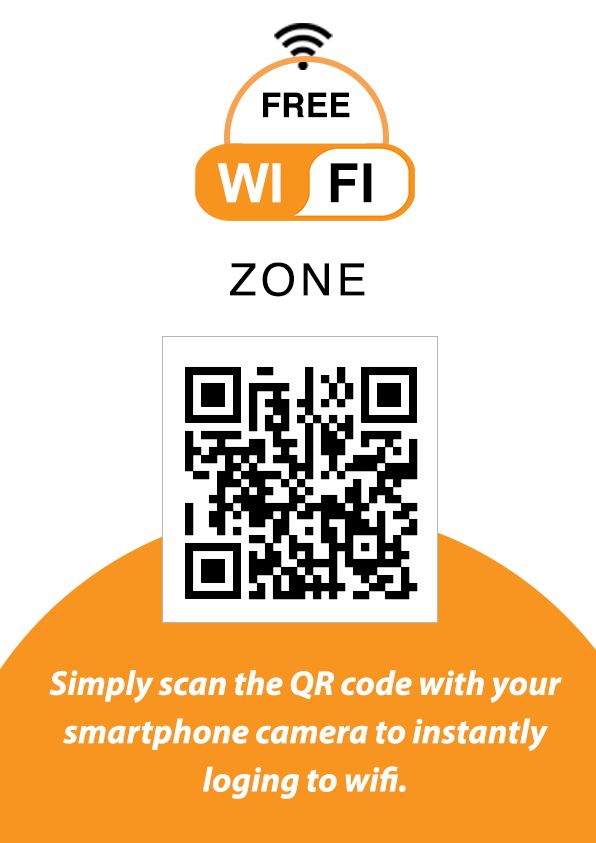 FREE
WI FI
ZONE
Simply scan the QR code with your
smartphone camera to instantly
loging to wifi.